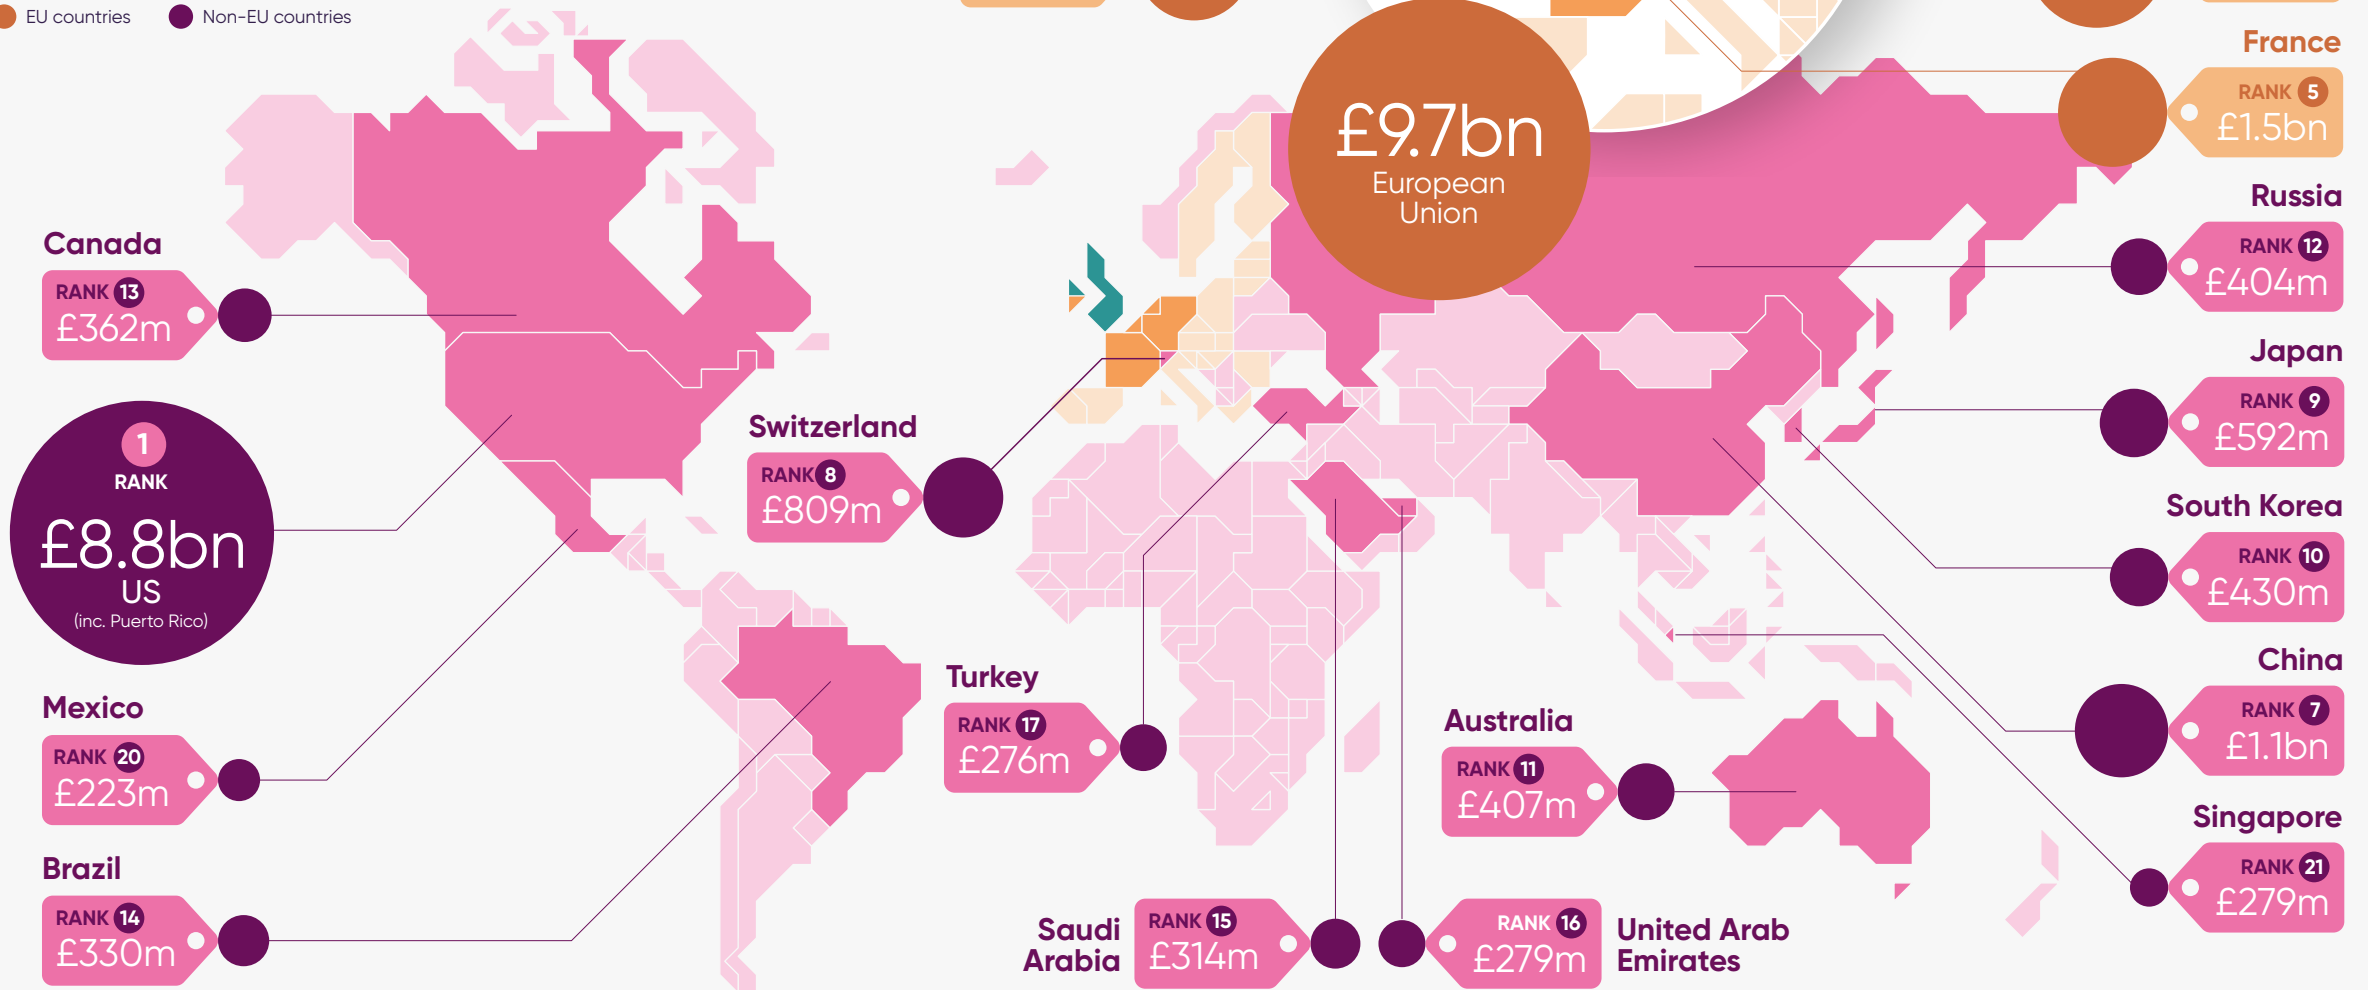 EU countries
Non-EU countries
£9.7bn
European
Union
France
RANK 5
£1.5bn
Russia
RANK 12
£404m
Canada
RANK 13
£362m
Japan
RANK 9
£592m
1
RANK
£8.8bn
US
(inc. Puerto Rico)
Switzerland
RANK 8
£809m
South Korea
RANK 10
£430m
China
RANK 7
£1.1bn
Mexico
RANK 20
£223m
Turkey
RANK 17
£276m
Australia
RANK 11
£407m
Singapore
RANK 21
£279m
Brazil
RANK 14
£330m
Saudi
Arabia
RANK 15
£314m
RANK 16
£279m
United Arab
Emirates